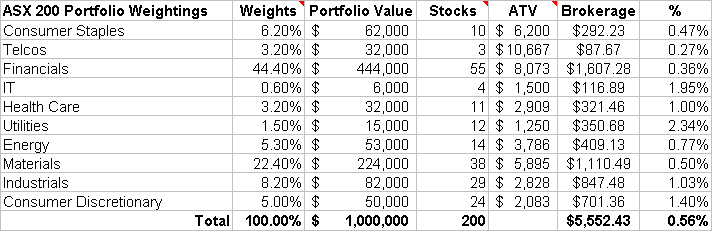 ASX 200 Portfolio Weightings Weights Portfolio Value Stocks ATV Brokerage %
Consumer Staples 6.20% $ 62,000 10 $ 6,200 $292.23 0.47%
Telcos 3.20% $ 32,000 3 $10,667 $87.67 0.27%
Financials 44.40% $ 444,000 55 $ 8,073 $1,607.28 0.36%
IT 0.60% $ 6,000 4 $ 1,500 $116.89 1.95%
Health Care 3.20% $ 32,000 11 $ 2,909 $321.46 1.00%
Utilities 1.50% $ 15,000 12 $ 1,250 $350.68 2.34%
Energy 5.30% $ 53,000 14 $ 3,786 $409.13 0.77%
Materials 22.40% $ 224,000 38 $ 5,895 $1,110.49 0.50%
Industrials 8.20% $ 82,000 29 $ 2,828 $847.48 1.03%
Consumer Discretionary 5.00% $ 50,000 24 $ 2,083 $701.36 1.40%
Total 100.00% $ 1,000,000 200 $5,552.43 0.56%